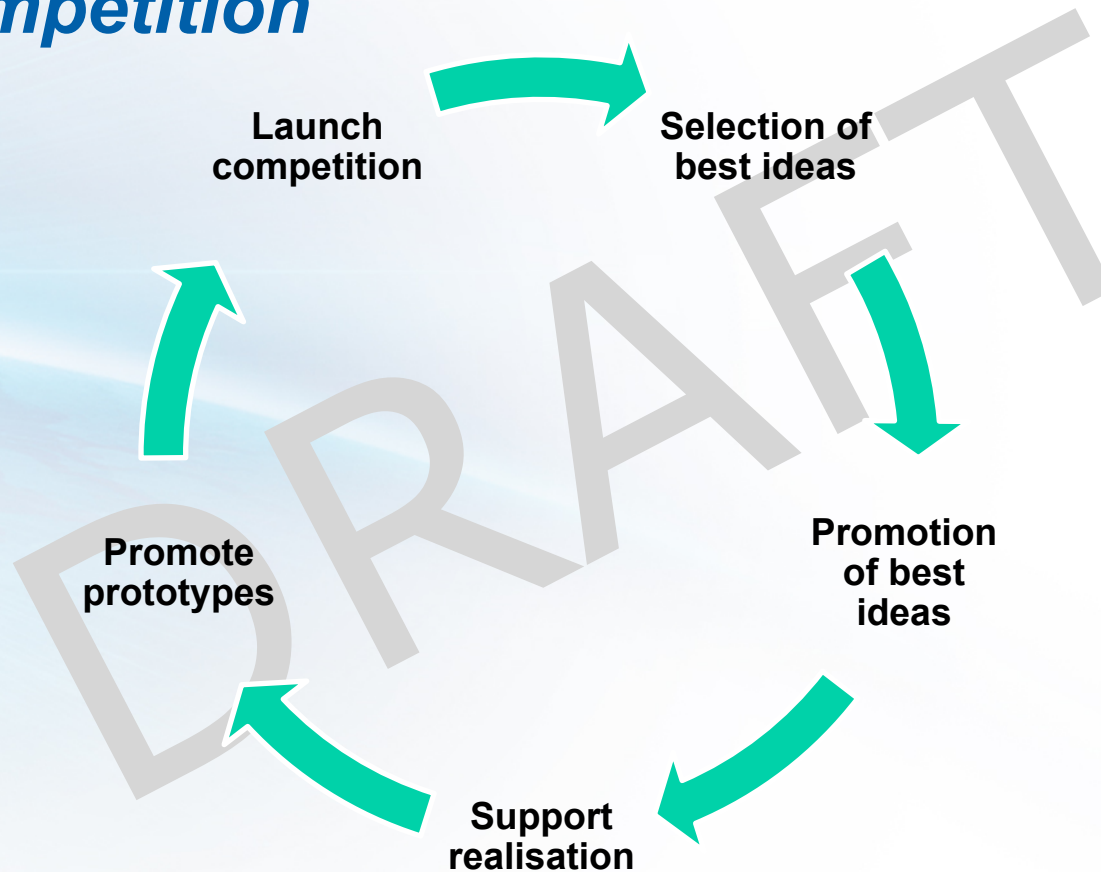 mpetition
Launch
competition
Selection of
best ideas
Promotion
of best
ideas
Support
realisation
Promote
prototypes
DRAFT